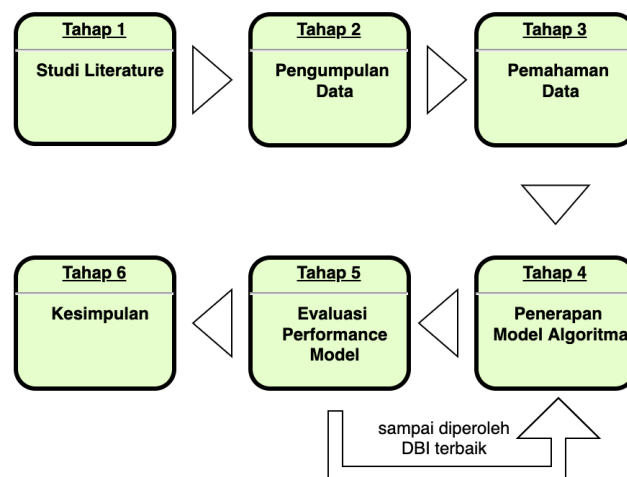 Tahap 1
Studi Literature
Tahap 2
Pengumpulan
Data
Tahap 3
Pemahaman
Data
Tahap 4
Penerapan
Model Algoritma
Tahap 5
Evaluasi
Performance
Model
Tahap 6
Kesimpulan
sampai diperoleh
DBI terbaik